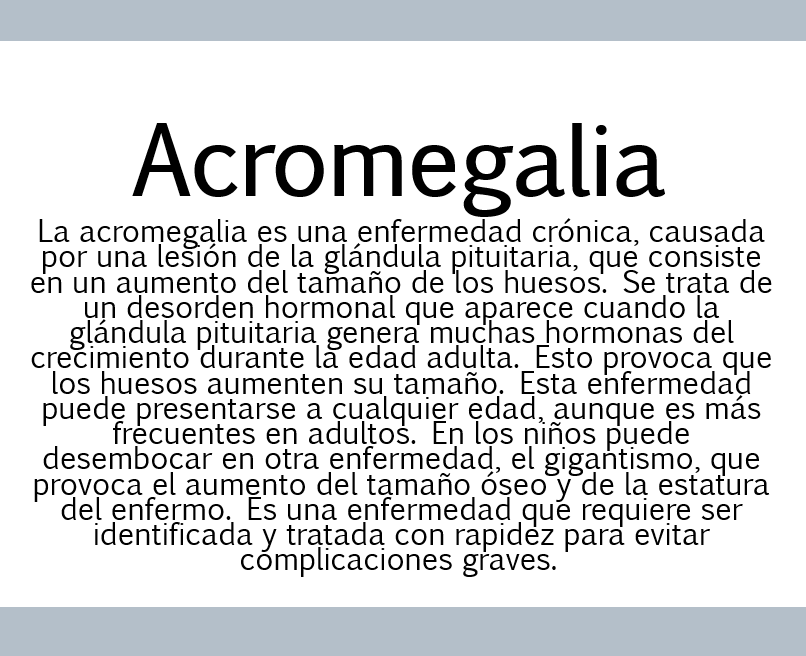 Acromegalia
La acromegalia es una enfermedad crónica, causada
por una lesión de la glándula pituitaria, que consiste
en un aumento del tamaño de los huesos. Se trata de
un desorden hormonal que aparece cuando la
glándula pituitaria genera muchas hormonas del
crecimiento durante la edad adulta. Esto provoca que
los huesos aumenten su tamaño. Esta enfermedad
puede presentarse a cualquier edad, aunque es más
frecuentes en adultos. En los niños puede
desembocar en otra enfermedad, el gigantismo, que
provoca el aumento del tamaño óseo y de la estatura
del enfermo. Es una enfermedad que requiere ser
identificada y tratada con rapidez para evitar
complicaciones graves.